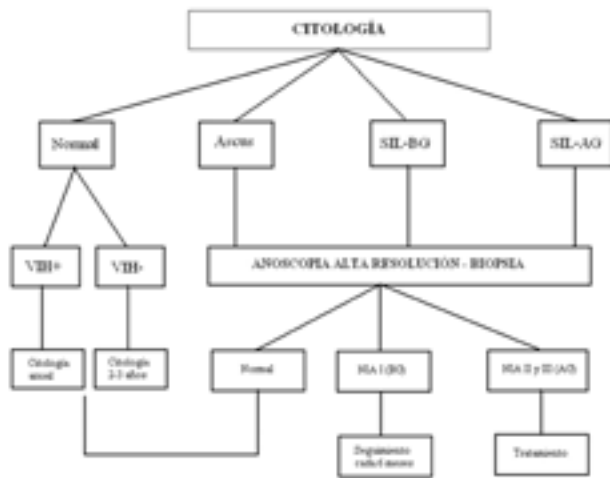 CITOLOGÍA
Normal
Ascus
SIL-BG
SIL-AG
VIH+
VIH-
ANOSCOPIA ALTA RESOLUCIÓN - BIOPSIA
Citología
anual
Citología
2-3 años
Normal
NIA I (BG)
NIA II y III (AG)
Seguimiento
cada 6 meses
Tratamiento